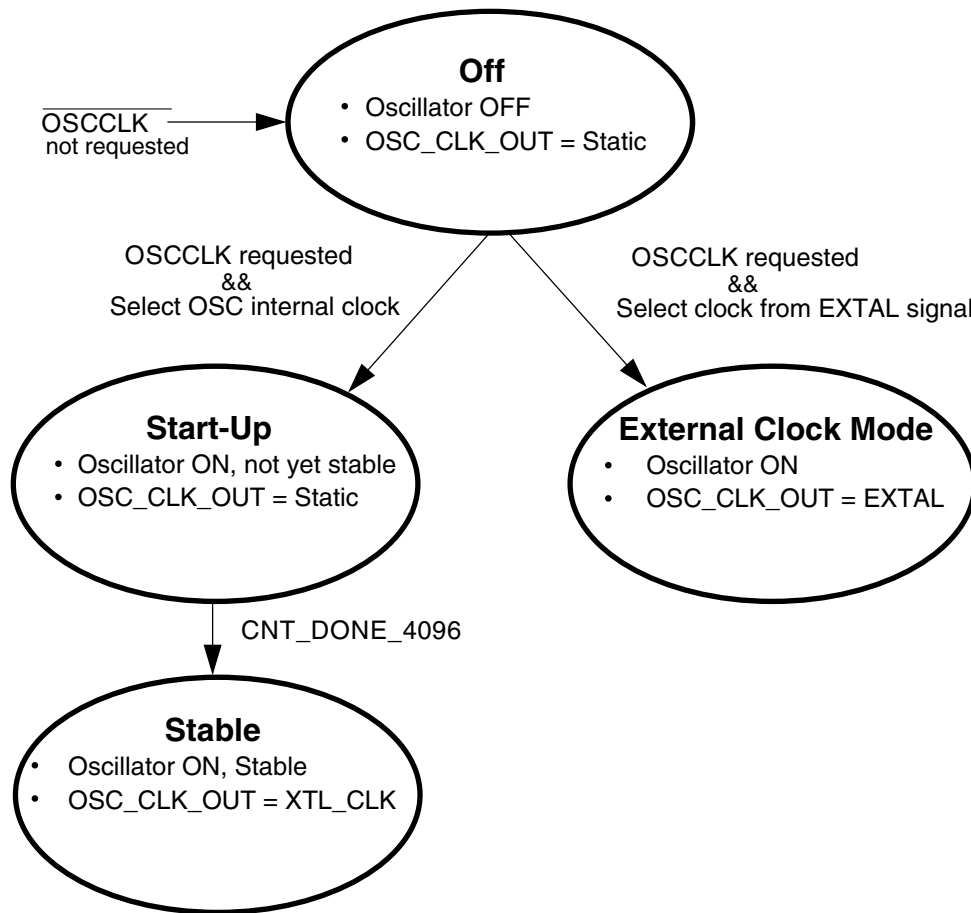 Off
• Oscillator OFF
• OSC_CLK_OUT = Static
OSCCLK
not requested
OSCCLK requested
&&
Select OSC internal clock
OSCCLK requested
&&
Select clock from EXTAL signal
Start-Up
• Oscillator ON, not yet stable
• OSC_CLK_OUT = Static
External Clock Mode
• Oscillator ON
• OSC_CLK_OUT = EXTAL
CNT_DONE_4096
Stable
• Oscillator ON, Stable
• OSC_CLK_OUT = XTL_CLK